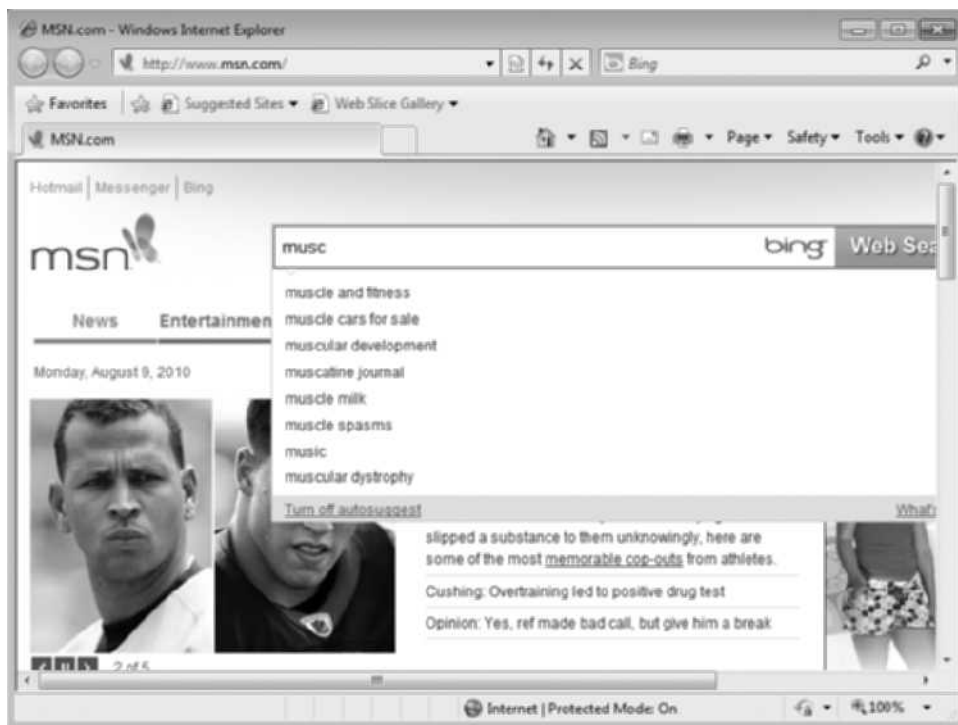 MSN.com - Windows Internet Explorer
http://www.msn.com/
Bing
Favorites Suggested Sites Web Slice Gallery
MSN.com Page Safety Tools
Hotmail Messenger Bing
msn
musc bing Web Sea
muscle and fitness
muscle cars for sale
muscular development
muscatine journal
muscle milk
muscle spasms
music
muscular dystrophy
Turn off autosuggest What's
News Entertainmen
Monday, August 9, 2010
slipped a substance to them unknowingly, here are
some of the most memorable cop-outs from athletes.
Cushing: Overtraining led to positive drug test
Opinion: Yes, ref made bad call, but give him a break
2 of 5
Internet | Protected Mode: On 100%